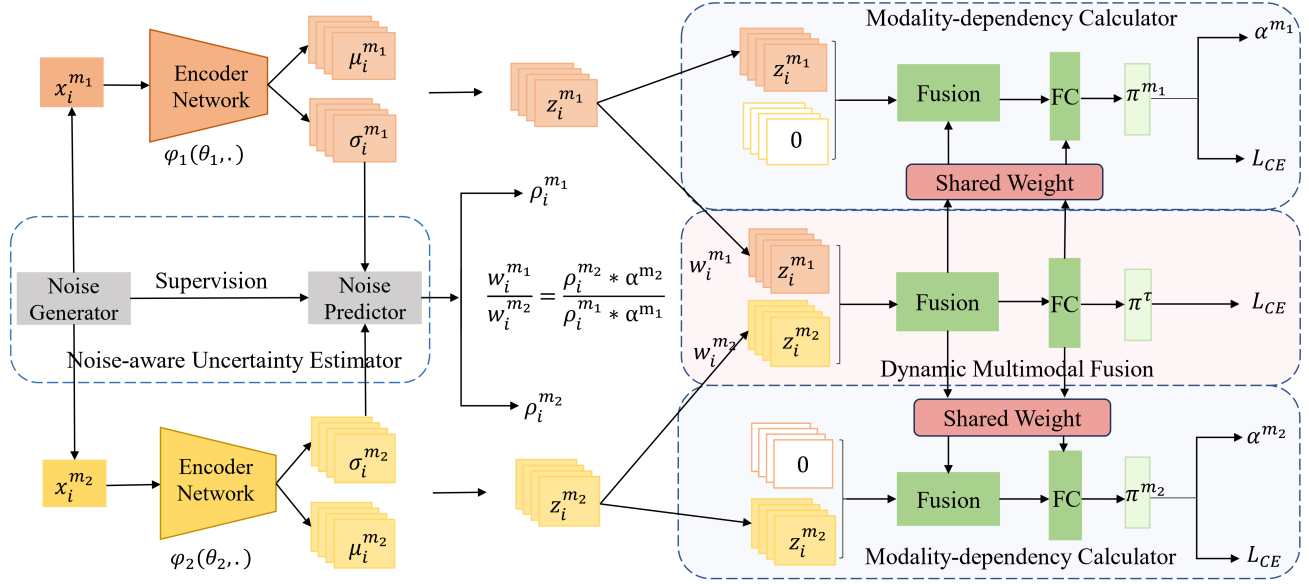 Modality-dependency Calculator
x_i^{m_1}
Encoder
Network
φ_1(θ_1,.)
μ_i^{m_1}
σ_i^{m_1}
z_i^{m_1}
z_i^{m_1}
0
Fusion
FC
π^{m_1}
α^{m_1}
L_{CE}
Shared Weight
Noise
Generator
Supervision
Noise
Predictor
Noise-aware Uncertainty Estimator
ρ_i^{m_1}
w_i^{m_1} / w_i^{m_2} = ρ_i^{m_2} * α^{m_2} / ρ_i^{m_1} * α^{m_1}
ρ_i^{m_2}
w_i^{m_1}
z_i^{m_1}
w_i^{m_2}
z_i^{m_2}
Fusion
FC
π^τ
L_{CE}
Dynamic Multimodal Fusion
x_i^{m_2}
Encoder
Network
φ_2(θ_2,.)
σ_i^{m_2}
μ_i^{m_2}
z_i^{m_2}
Shared Weight
0
z_i^{m_2}
Fusion
FC
π^{m_2}
α^{m_2}
L_{CE}
Modality-dependency Calculator